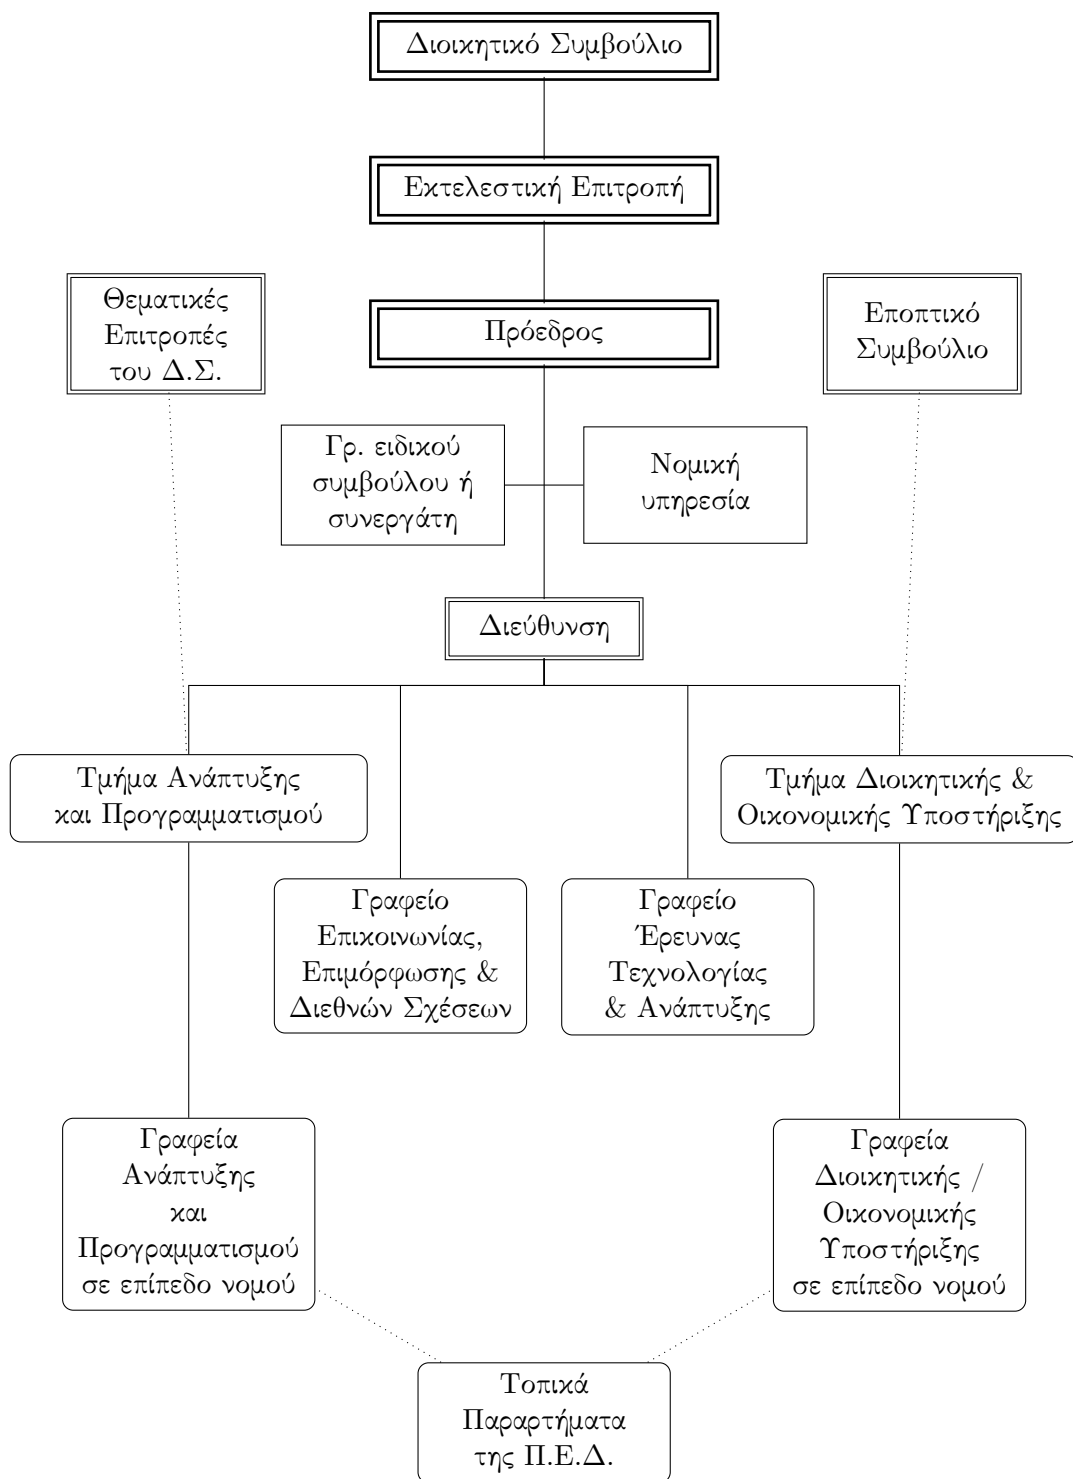 Διοικητικό Συμβούλιο
Εκτελεστική Επιτροπή
Θεματικές
Επιτροπές
του Δ.Σ.
Πρόεδρος
Εποπτικό
Συμβούλιο
Γρ. ειδικού
συμβούλου ή
συνεργάτη
Νομική
υπηρεσία
Διεύθυνση
Τμήμα Ανάπτυξης
και Προγραμματισμού
Τμήμα Διοικητικής &
Οικονομικής Υποστήριξης
Γραφείο
Επικοινωνίας,
Επιμόρφωσης &
Διεθνών Σχέσεων
Γραφείο
Έρευνας
Τεχνολογίας
& Ανάπτυξης
Γραφεία
Ανάπτυξης
και
Προγραμματισμού
σε επίπεδο νομού
Γραφεία
Διοικητικής /
Οικονομικής
Υποστήριξης
σε επίπεδο νομού
Τοπικά
Παραρτήματα
της Π.Ε.Δ.